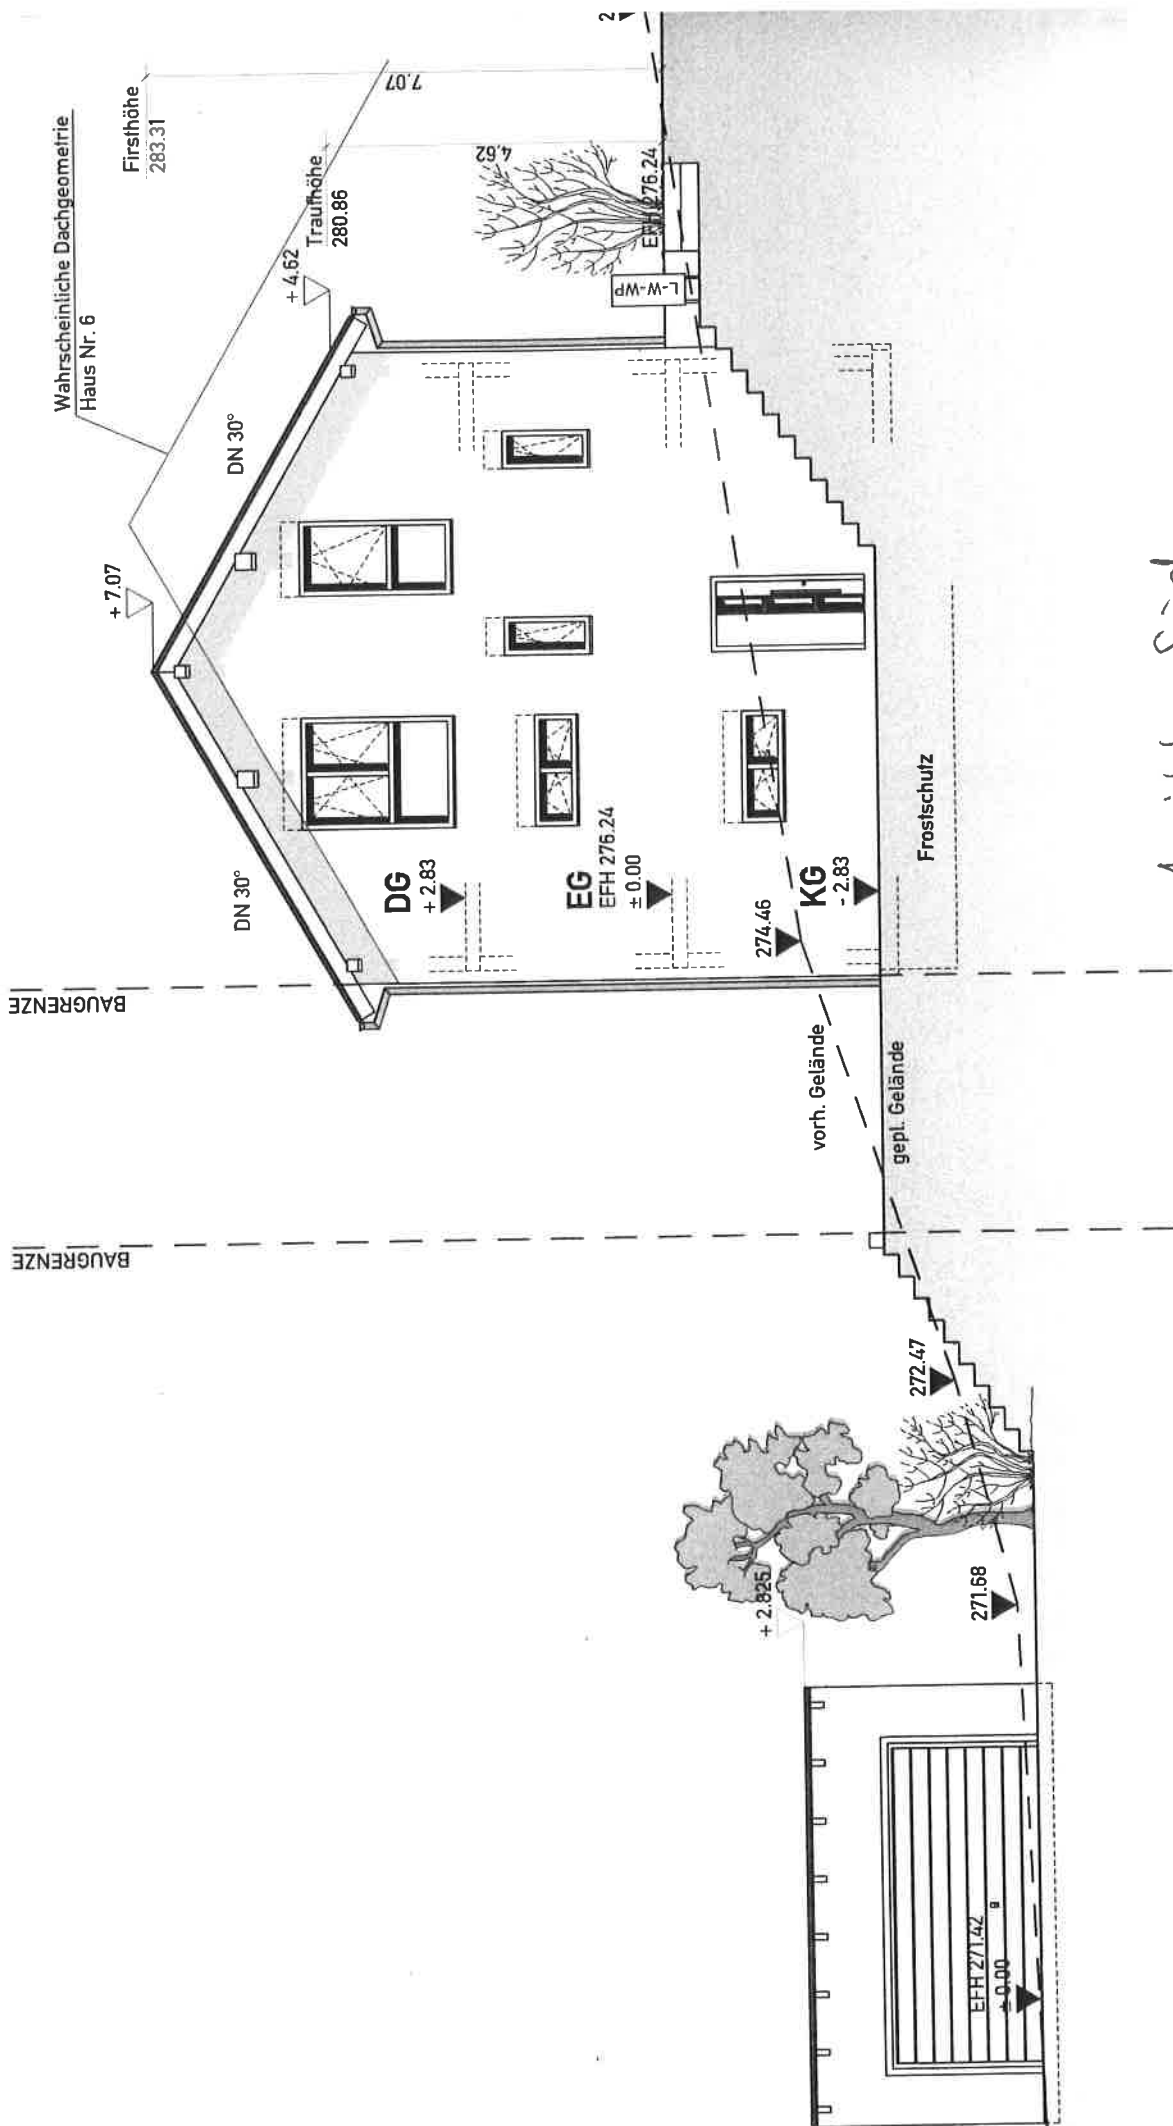 BAUGRENZE
BAUGRENZE
Wahrscheinliche Dachgeometrie
Haus Nr. 6
Firsthöhe
283.31
7.07
+ 7.07
DN 30°
DN 30°
+ 4.62
Traufhöhe
280.86
4.62
DG
+ 2.83
EG
EFH 276.24
± 0.00
EFH 276.24
L-W-WP
274.46
KG
- 2.83
Frostschutz
vorh. Gelände
gepl. Gelände
272.47
271.68
+ 2.825
EFH 271.42
± 0.00